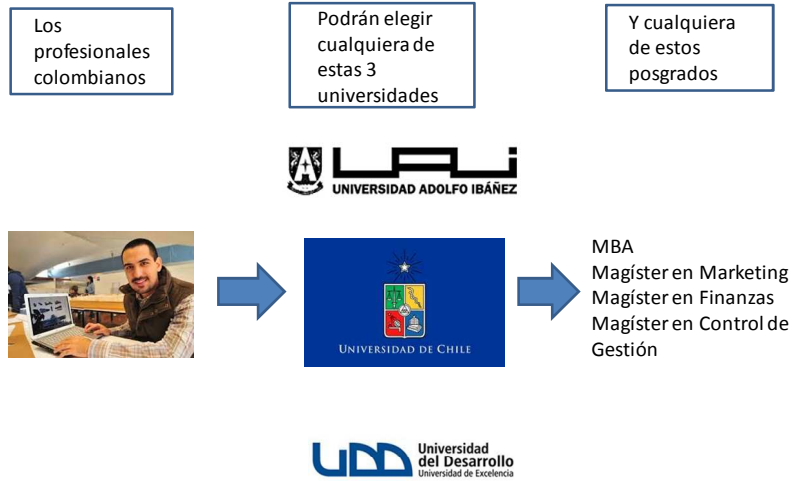 Los
profesionales
colombianos
Podrán elegir
cualquiera de
estas 3
universidades
Y cualquiera
de estos
posgrados
UAI
UNIVERSIDAD ADOLFO IBÁÑEZ
UNIVERSIDAD DE CHILE
MBA
Magíster en Marketing
Magíster en Finanzas
Magíster en Control de
Gestión
UDD
Universidad
del Desarrollo
Universidad de Excelencia